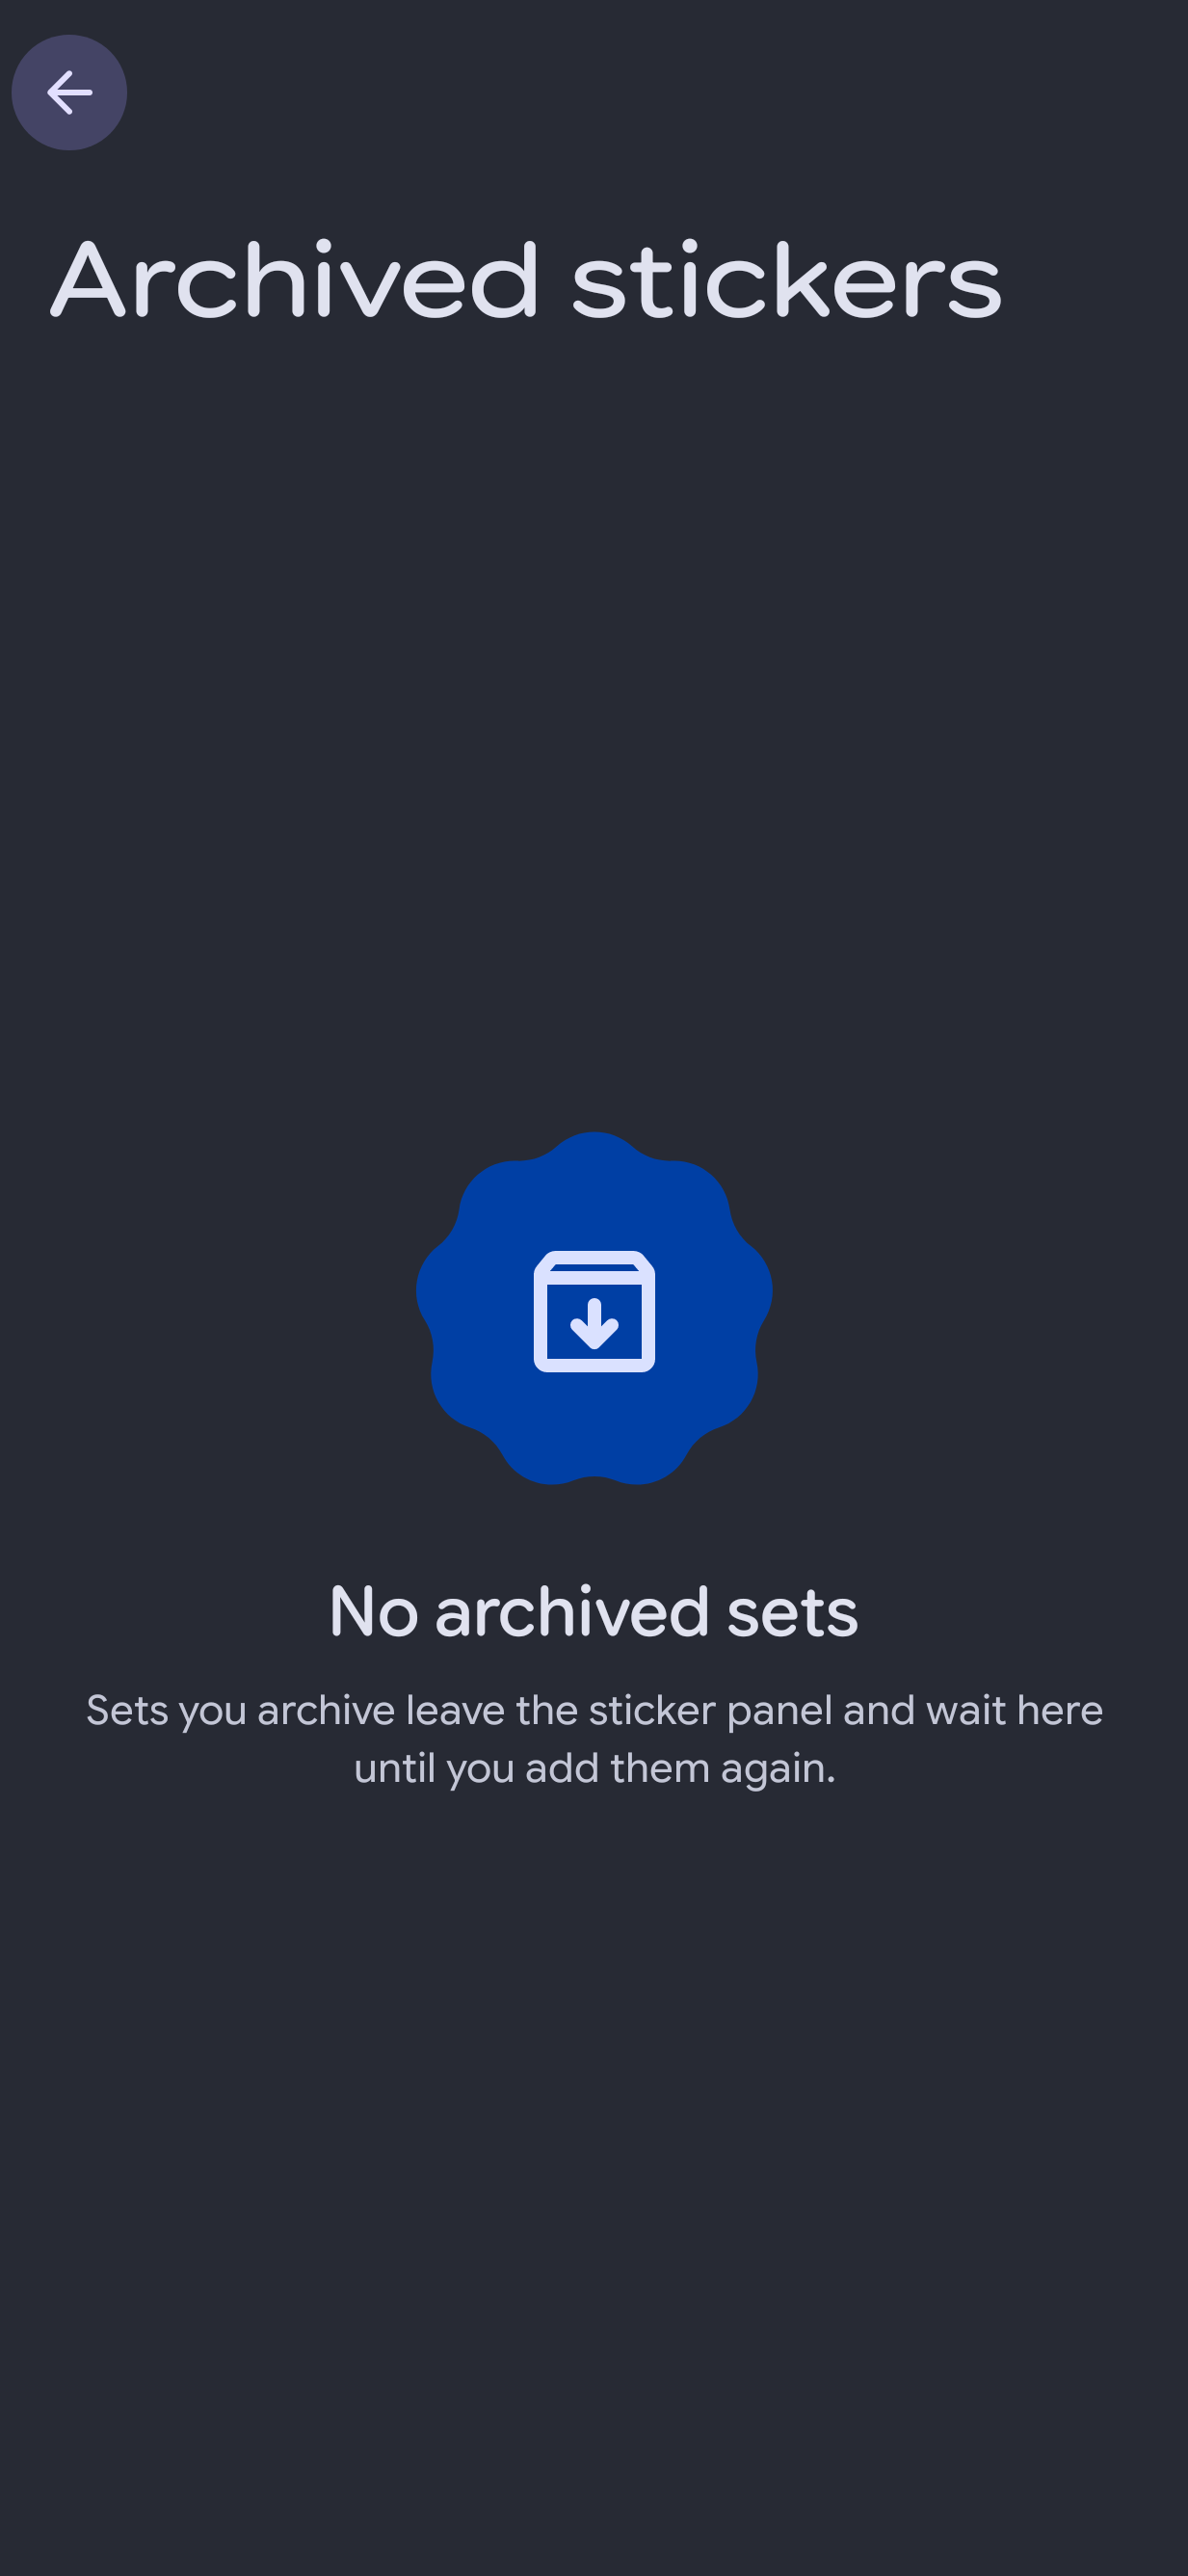 Archived stickers
No archived sets
Sets you archive leave the sticker panel and wait here
until you add them again.